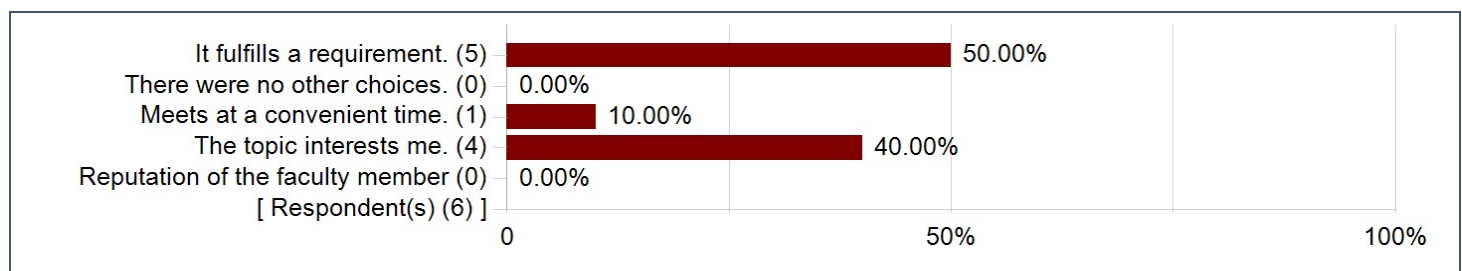 It fulfills a requirement. (5) 50.00%
There were no other choices. (0) 0.00%
Meets at a convenient time. (1) 10.00%
The topic interests me. (4) 40.00%
Reputation of the faculty member (0) 0.00%
[ Respondent(s) (6) ]
0 50% 100%